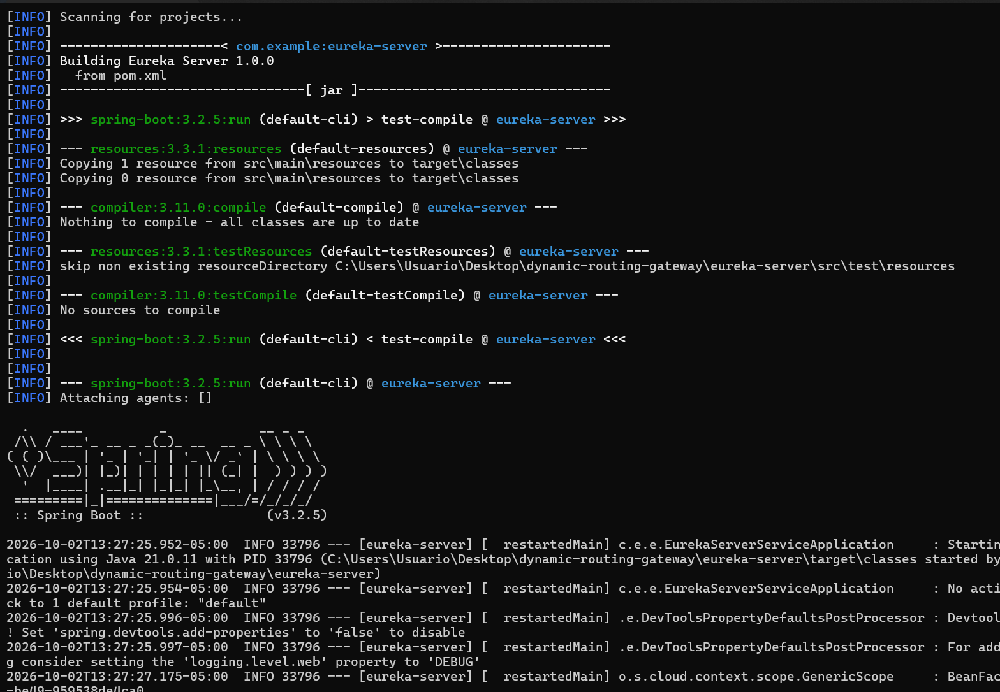 [INFO] Scanning for projects...
[INFO]
[INFO] ---------------------< com.example:eureka-server >----------------------
[INFO] Building Eureka Server 1.0.0
[INFO]   from pom.xml
[INFO] --------------------------------[ jar ]---------------------------------
[INFO]
[INFO] >>> spring-boot:3.2.5:run (default-cli) > test-compile @ eureka-server >>>
[INFO]
[INFO] --- resources:3.3.1:resources (default-resources) @ eureka-server ---
[INFO] Copying 1 resource from src\main\resources to target\classes
[INFO] Copying 0 resource from src\main\resources to target\classes
[INFO]
[INFO] --- compiler:3.11.0:compile (default-compile) @ eureka-server ---
[INFO] Nothing to compile - all classes are up to date
[INFO]
[INFO] --- resources:3.3.1:testResources (default-testResources) @ eureka-server ---
[INFO] skip non existing resourceDirectory C:\Users\Usuario\Desktop\dynamic-routing-gateway\eureka-server\src\test\resources
[INFO]
[INFO] --- compiler:3.11.0:testCompile (default-testCompile) @ eureka-server ---
[INFO] No sources to compile
[INFO]
[INFO] <<< spring-boot:3.2.5:run (default-cli) < test-compile @ eureka-server <<<
[INFO]
[INFO]
[INFO] --- spring-boot:3.2.5:run (default-cli) @ eureka-server ---
[INFO] Attaching agents: []

  .   ____          _            __ _ _
 /\\ / ___'_ __ _ _(_)_ __  __ _ \ \ \ \
( ( )\___ | '_ | '_| | '_ \/ _` | \ \ \ \
 \\/  ___)| |_)| | | | | || (_| |  ) ) ) )
  '  |____| .__|_| |_|_| |_\__, | / / / /
 =========|_|==============|___/=/_/_/_/
 :: Spring Boot ::                (v3.2.5)

2026-10-02T13:27:25.952-05:00  INFO 33796 --- [eureka-server] [  restartedMain] c.e.e.EurekaServerServiceApplication     : Startin
cation using Java 21.0.11 with PID 33796 (C:\Users\Usuario\Desktop\dynamic-routing-gateway\eureka-server\target\classes started by
io\Desktop\dynamic-routing-gateway\eureka-server)
2026-10-02T13:27:25.954-05:00  INFO 33796 --- [eureka-server] [  restartedMain] c.e.e.EurekaServerServiceApplication     : No acti
ck to 1 default profile: "default"
2026-10-02T13:27:25.996-05:00  INFO 33796 --- [eureka-server] [  restartedMain] .e.DevToolsPropertyDefaultsPostProcessor : Devtool
! Set 'spring.devtools.add-properties' to 'false' to disable
2026-10-02T13:27:25.997-05:00  INFO 33796 --- [eureka-server] [  restartedMain] .e.DevToolsPropertyDefaultsPostProcessor : For add
g consider setting the 'logging.level.web' property to 'DEBUG'
2026-10-02T13:27:27.175-05:00  INFO 33796 --- [eureka-server] [  restartedMain] o.s.cloud.context.scope.GenericScope     : BeanFac